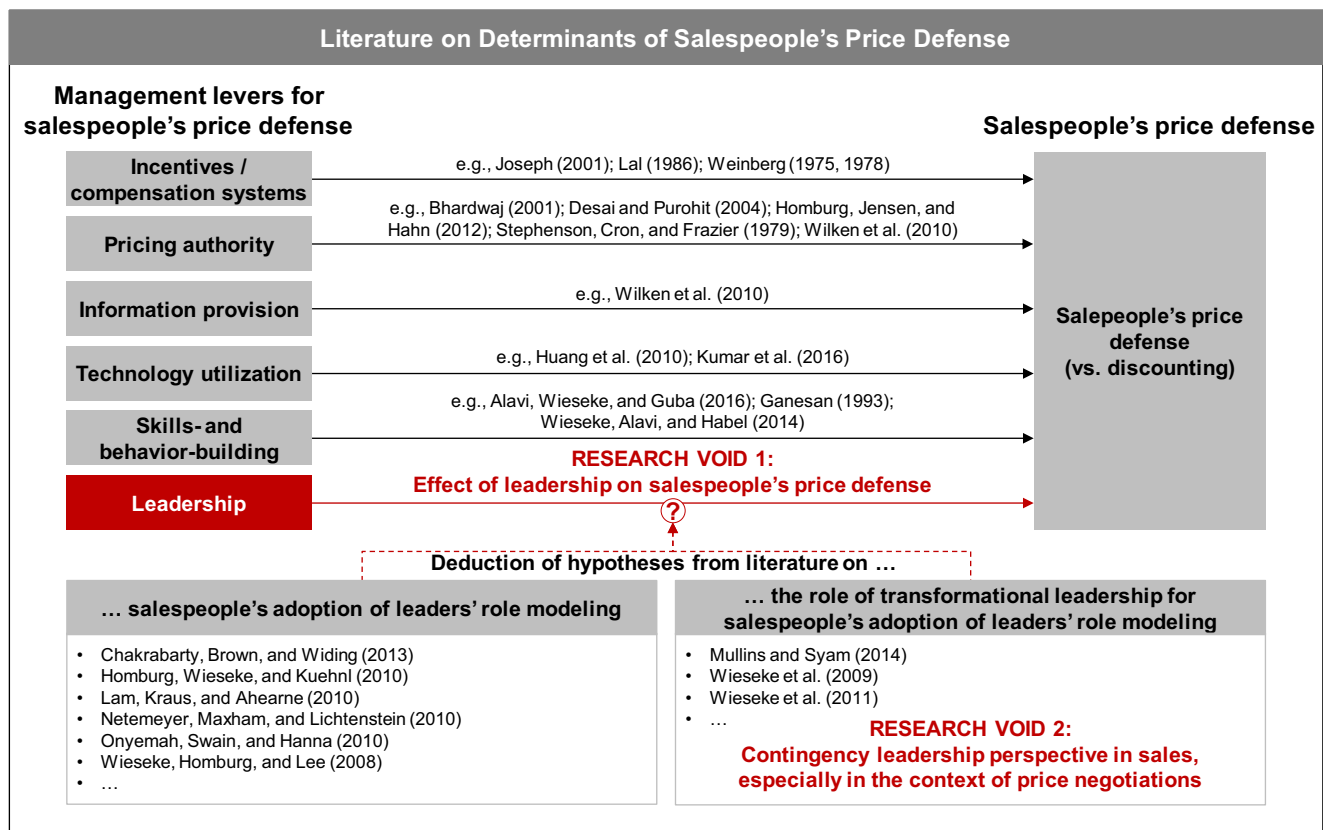 Literature on Determinants of Salespeople's Price Defense
Management levers for
salespeople's price defense
Salespeople's price defense
Incentives /
compensation systems
e.g., Joseph (2001); Lal (1986); Weinberg (1975, 1978)
Pricing authority
e.g., Bhardwaj (2001); Desai and Purohit (2004); Homburg, Jensen, and
Hahn (2012); Stephenson, Cron, and Frazier (1979); Wilken et al. (2010)
Information provision
e.g., Wilken et al. (2010)
Technology utilization
e.g., Huang et al. (2010); Kumar et al. (2016)
Skills- and
behavior-building
e.g., Alavi, Wieseke, and Guba (2016); Ganesan (1993);
Wieseke, Alavi, and Habel (2014)
Leadership
RESEARCH VOID 1:
Effect of leadership on salespeople's price defense
?
Salepeople's price
defense
(vs. discounting)
Deduction of hypotheses from literature on …
… salespeople's adoption of leaders' role modeling
• Chakrabarty, Brown, and Widing (2013)
• Homburg, Wieseke, and Kuehnl (2010)
• Lam, Kraus, and Ahearne (2010)
• Netemeyer, Maxham, and Lichtenstein (2010)
• Onyemah, Swain, and Hanna (2010)
• Wieseke, Homburg, and Lee (2008)
• …
… the role of transformational leadership for
salespeople's adoption of leaders' role modeling
• Mullins and Syam (2014)
• Wieseke et al. (2009)
• Wieseke et al. (2011)
• …
RESEARCH VOID 2:
Contingency leadership perspective in sales,
especially in the context of price negotiations